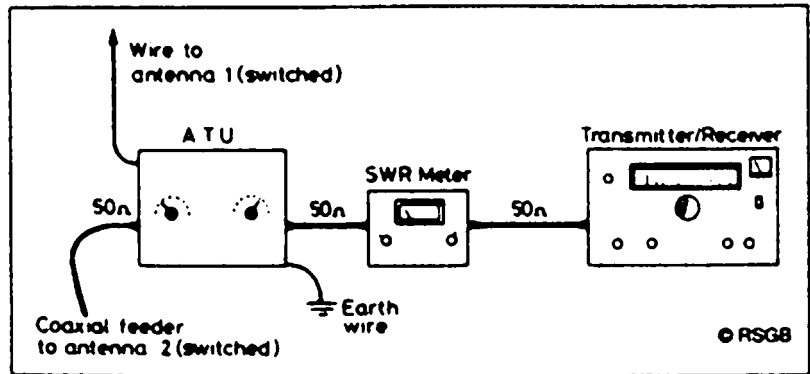 Wire to
antenna 1 (switched)
ATU
Transmitter/Receiver
SWR Meter
50Ω
50Ω
50Ω
Earth
wire
Coaxial feeder
to antenna 2 (switched)
© RSGB